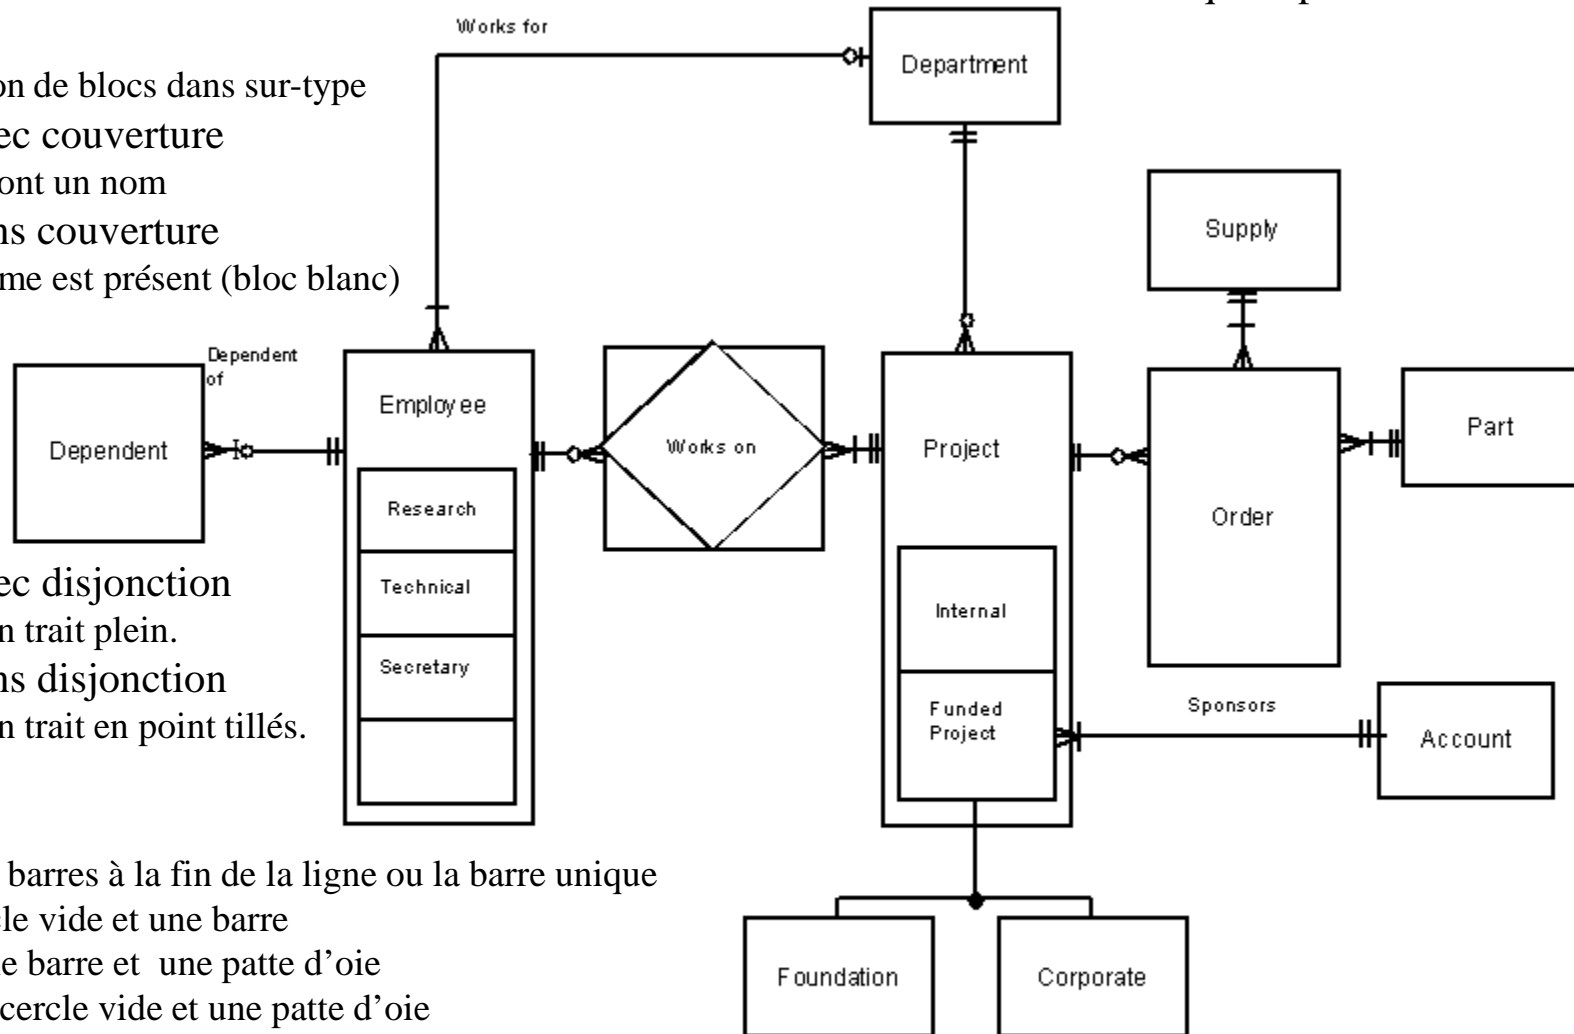 Works for
Department
on de blocs dans sur-type
ec couverture
ont un nom
ns couverture
me est présent (bloc blanc)
Supply
Dependent
of
Dependent
Employee
Works on
Project
Order
Part
Research
Technical
Secretary
Internal
Funded
Project
Sponsors
Account
ec disjonction
n trait plein.
ns disjonction
n trait en point tillés.
barres à la fin de la ligne ou la barre unique
cle vide et une barre
e barre et une patte d'oie
cercle vide et une patte d'oie
Foundation
Corporate